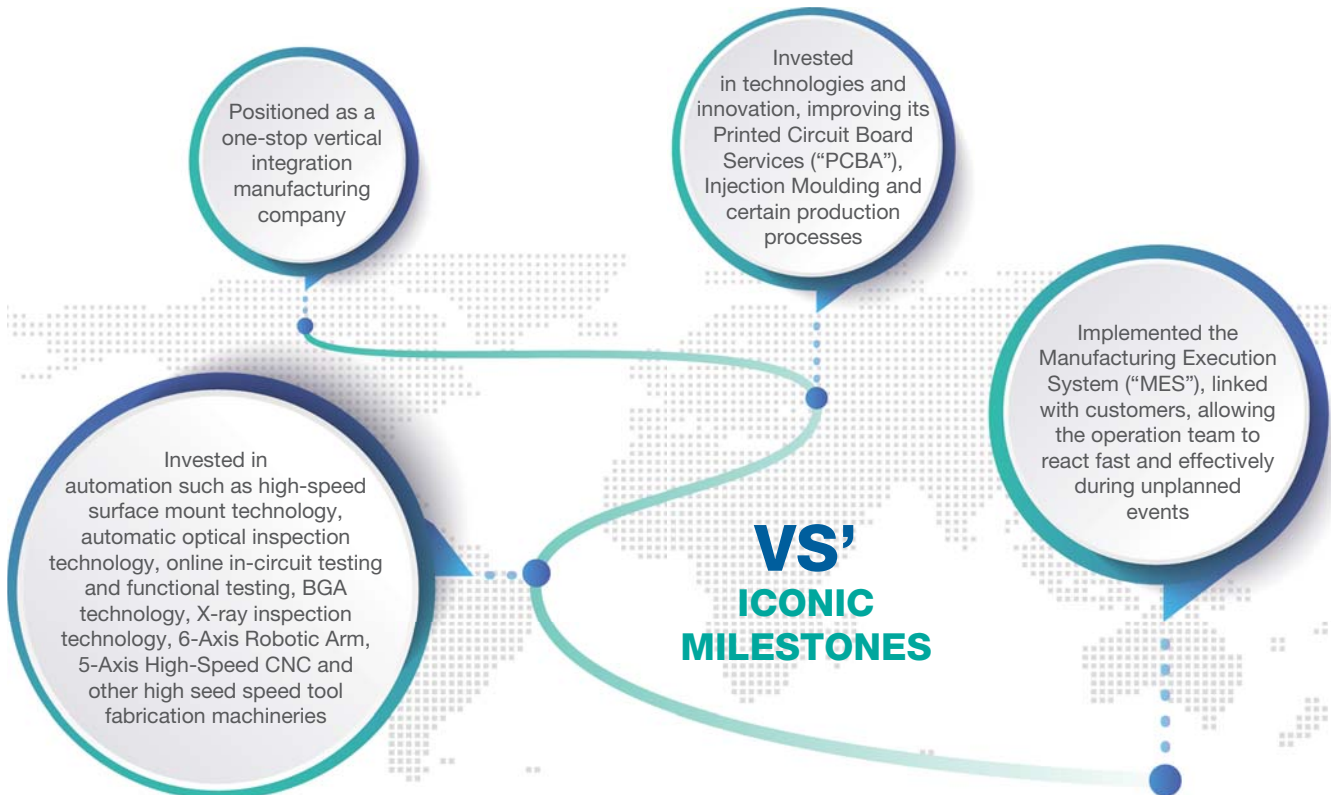 Positioned as a
one-stop vertical
integration
manufacturing
company
Invested
in technologies and
innovation, improving its
Printed Circuit Board
Services (“PCBA”),
Injection Moulding and
certain production
processes
Invested in
automation such as high-speed
surface mount technology,
automatic optical inspection
technology, online in-circuit testing
and functional testing, BGA
technology, X-ray inspection
technology, 6-Axis Robotic Arm,
5-Axis High-Speed CNC and
other high seed speed tool
fabrication machineries
Implemented the
Manufacturing Execution
System (“MES”), linked
with customers, allowing
the operation team to
react fast and effectively
during unplanned
events
VS’
ICONIC
MILESTONES